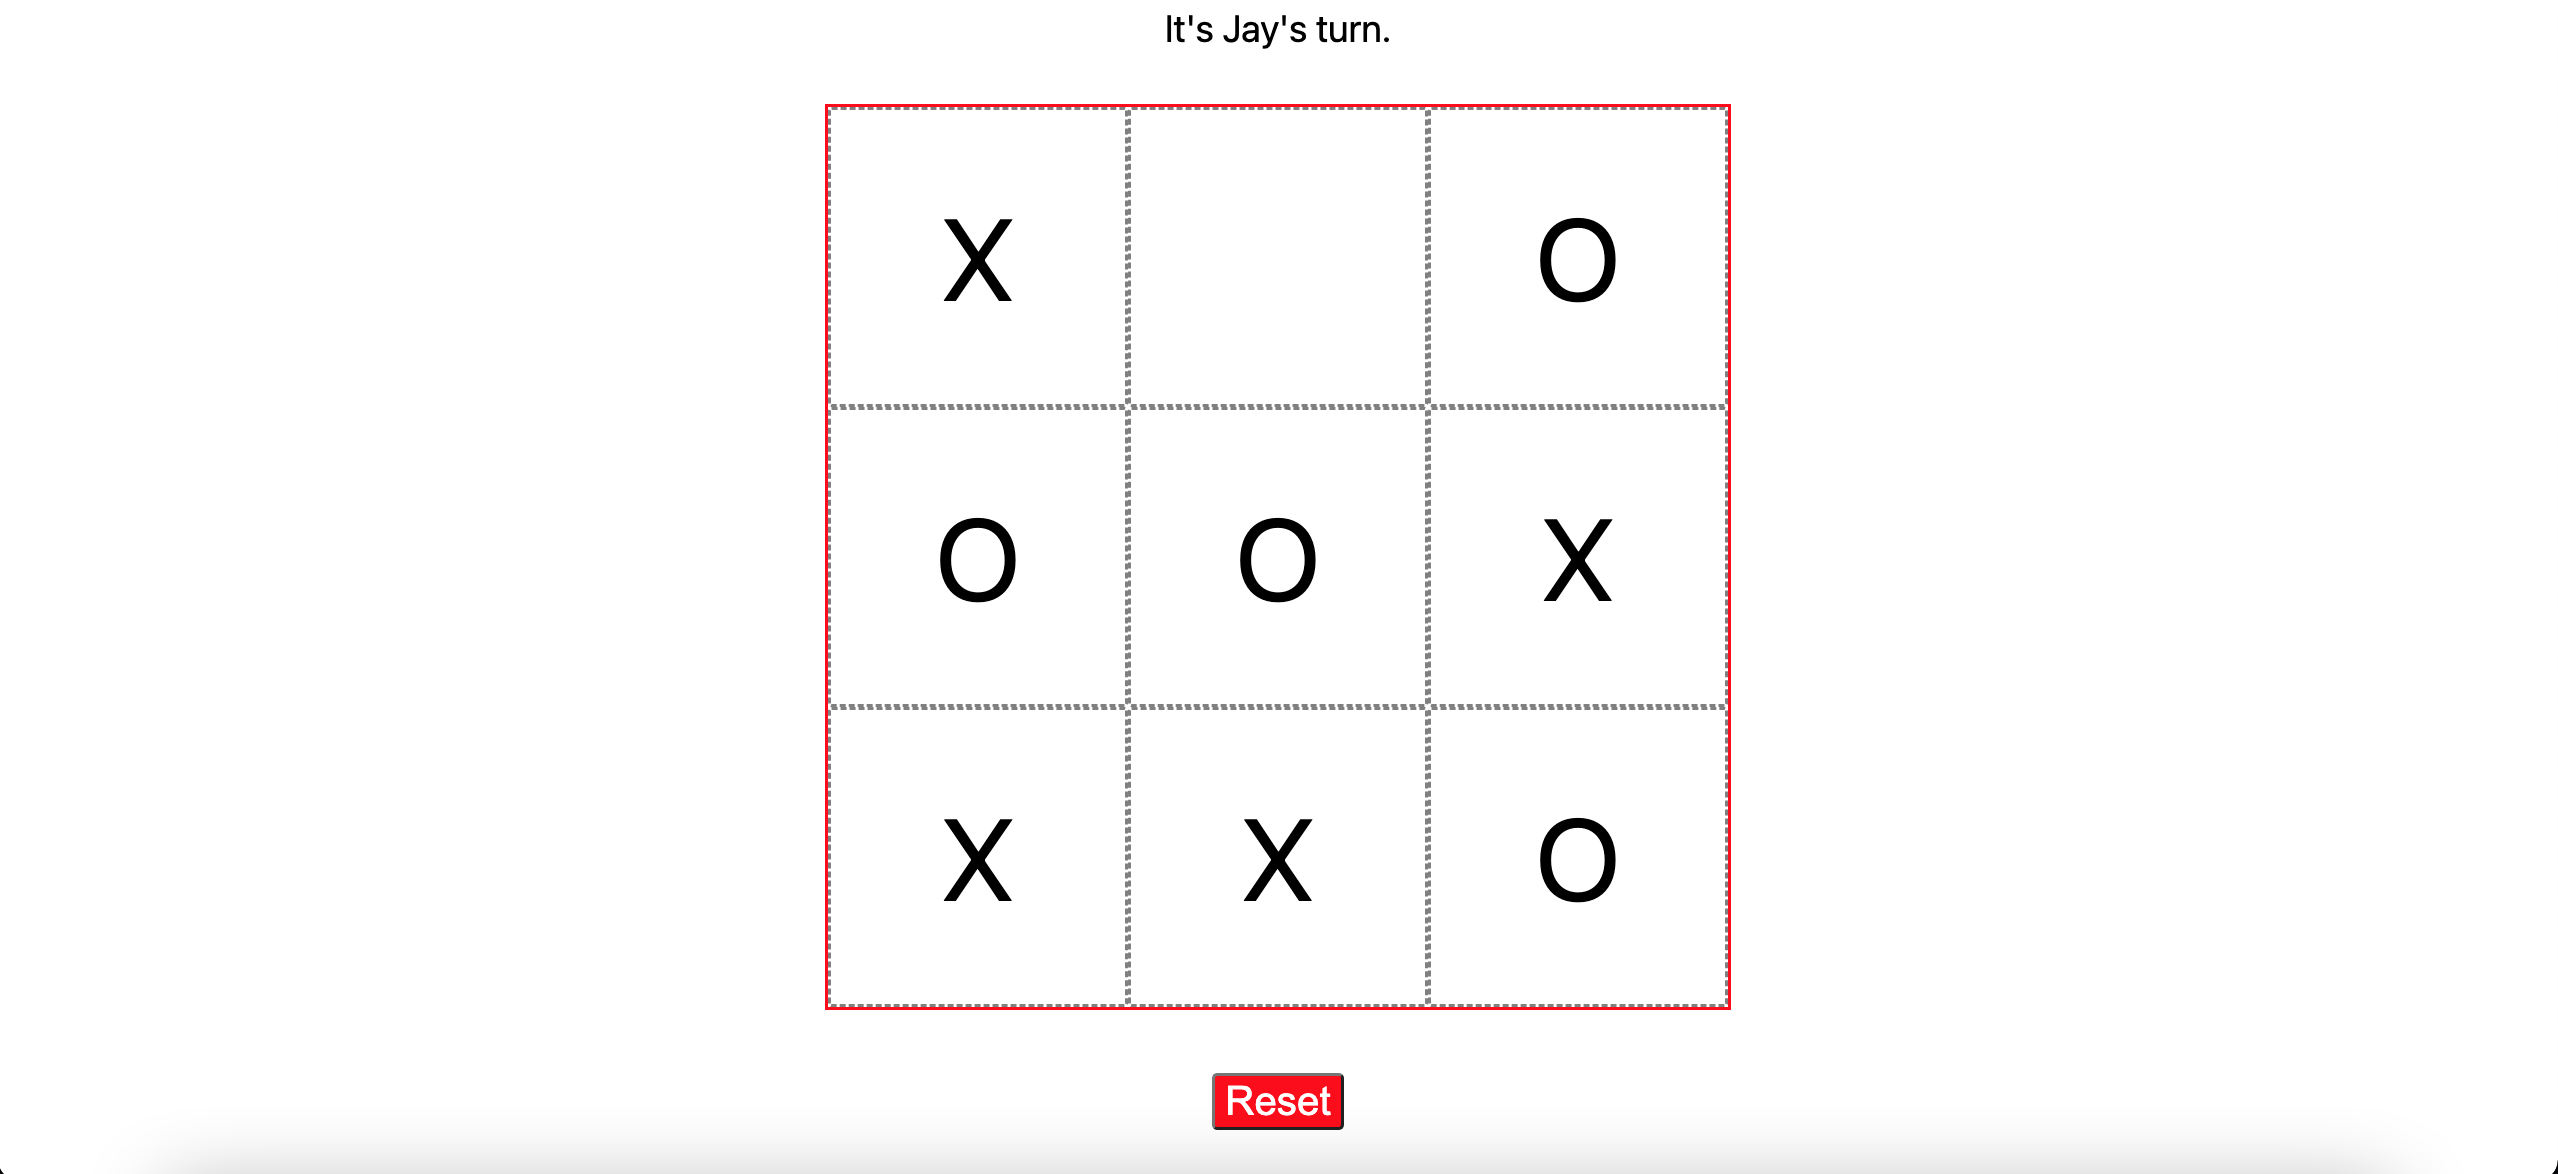 It's Jay's turn.
X O
O O X
X X O
Reset